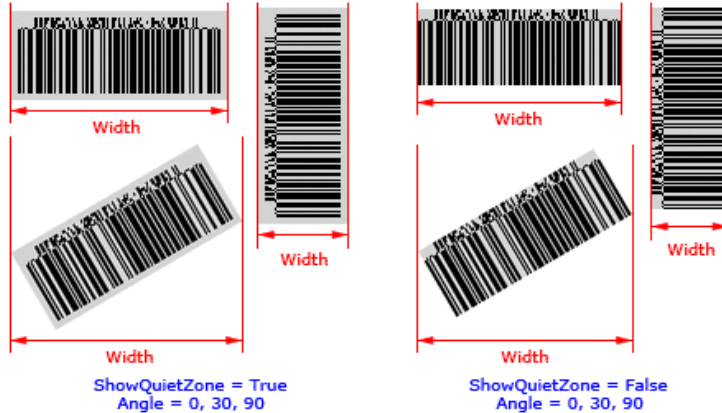 Width
Width
Width
Width
Width
Width
ShowQuietZone = True
Angle = 0, 30, 90
ShowQuietZone = False
Angle = 0, 30, 90